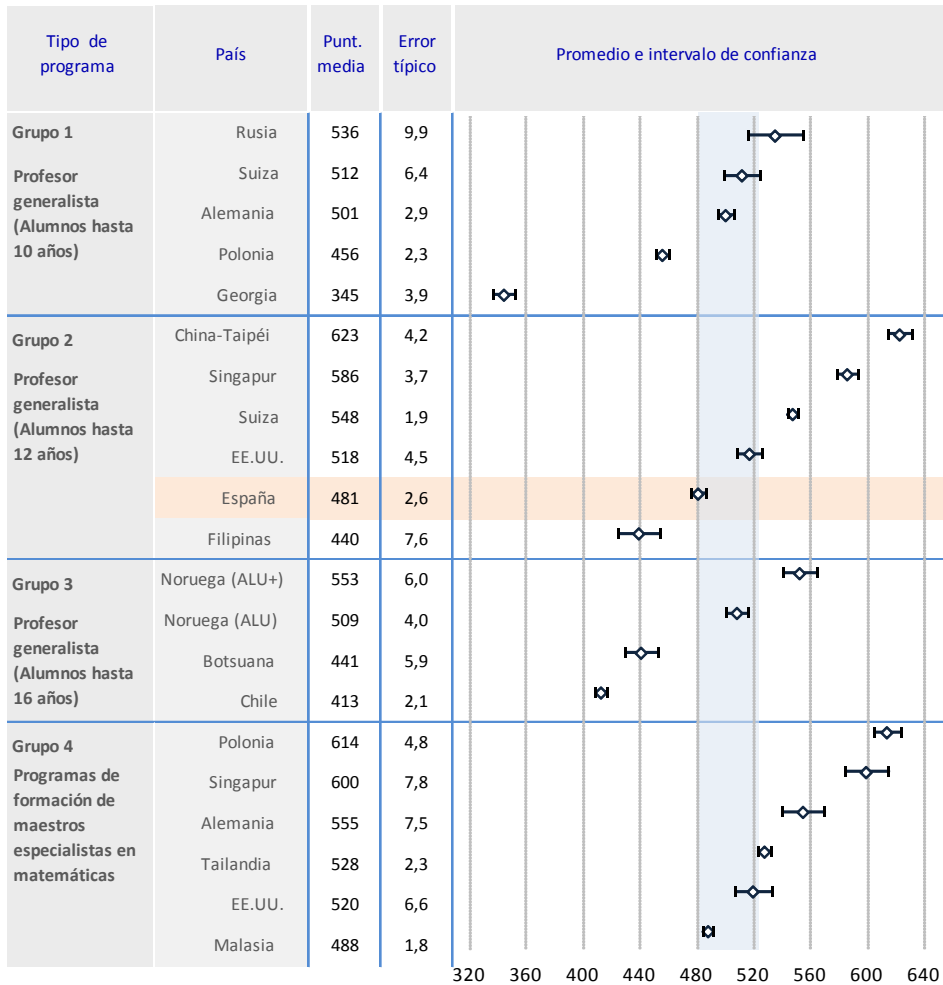 Tipo de programa País Punt. media Error típico Promedio e intervalo de confianza
Grupo 1
Profesor
generalista
(Alumnos hasta
10 años)
Rusia 536 9,9
Suiza 512 6,4
Alemania 501 2,9
Polonia 456 2,3
Georgia 345 3,9
Grupo 2
Profesor
generalista
(Alumnos hasta
12 años)
China-Taipéi 623 4,2
Singapur 586 3,7
Suiza 548 1,9
EE.UU. 518 4,5
España 481 2,6
Filipinas 440 7,6
Grupo 3
Profesor
generalista
(Alumnos hasta
16 años)
Noruega (ALU+) 553 6,0
Noruega (ALU) 509 4,0
Botsuana 441 5,9
Chile 413 2,1
Grupo 4
Programas de
formación de
maestros
especialistas en
matemáticas
Polonia 614 4,8
Singapur 600 7,8
Alemania 555 7,5
Tailandia 528 2,3
EE.UU. 520 6,6
Malasia 488 1,8
320 360 400 440 480 520 560 600 640